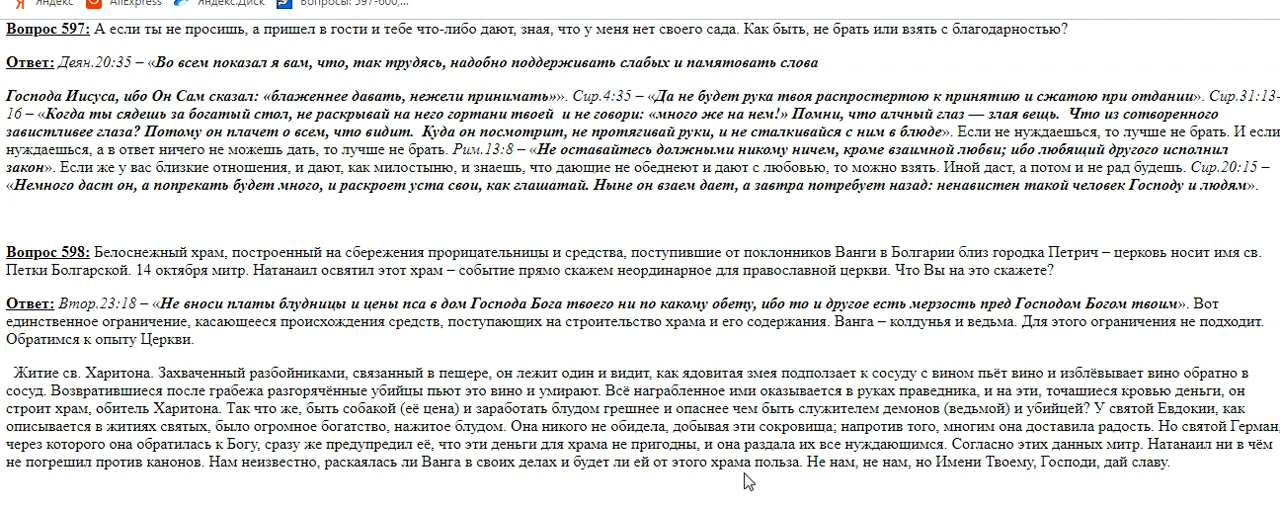 Яндекс AliExpress Яндекс.Диск Вопросы: 597-600,...
Вопрос 597: А если ты не просишь, а пришел в гости и тебе что-либо дают, зная, что у меня нет своего сада. Как быть, не брать или взять с благодарностью?
Ответ: Деян.20:35 – «Во всем показал я вам, что, так трудясь, надобно поддерживать слабых и памятовать слова
Господа Иисуса, ибо Он Сам сказал: «блаженнее давать, нежели принимать»». Сир.4:35 – «Да не будет рука твоя распростертою к принятию и сжатою при отдании». Сир.31:13-
16 – «Когда ты сядешь за богатый стол, не раскрывай на него гортани твоей и не говори: «много же на нем!» Помни, что алчный глаз — злая вещь. Что из сотворенного
завистливее глаза? Потому он плачет о всем, что видит. Куда он посмотрит, не протягивай руки, и не сталкивайся с ним в блюде». Если не нуждаешься, то лучше не брать. И если
нуждаешься, а в ответ ничего не можешь дать, то лучше не брать. Рим.13:8 – «Не оставайтесь должными никому ничем, кроме взаимной любви; ибо любящий другого исполнил
закон». Если же у вас близкие отношения, и дают, как милостыню, и знаешь, что дающие не обеднеют и дают с любовью, то можно взять. Иной даст, а потом и не рад будешь. Сир.20:15 –
«Немного даст он, а попрекать будет много, и раскроет уста свои, как глашатай. Ныне он взаем дает, а завтра потребует назад: ненавистен такой человек Господу и людям».
Вопрос 598: Белоснежный храм, построенный на сбережения прорицательницы и средства, поступившие от поклонников Ванги в Болгарии близ городка Петрич – церковь носит имя св.
Петки Болгарской. 14 октября митр. Натанаил освятил этот храм – событие прямо скажем неординарное для православной церкви. Что Вы на это скажете?
Ответ: Втор.23:18 – «Не вноси платы блудницы и цены пса в дом Господа Бога твоего ни по какому обету, ибо то и другое есть мерзость пред Господом Богом твоим». Вот
единственное ограничение, касающееся происхождения средств, поступающих на строительство храма и его содержания. Ванга – колдунья и ведьма. Для этого ограничения не подходит.
Обратимся к опыту Церкви.
Житие св. Харитона. Захваченный разбойниками, связанный в пещере, он лежит один и видит, как ядовитая змея подползает к сосуду с вином пьёт вино и изблёвывает вино обратно в
сосуд. Возвратившиеся после грабежа разгорячённые убийцы пьют это вино и умирают. Всё награбленное ими оказывается в руках праведника, и на эти, точащиеся кровью деньги, он
строит храм, обитель Харитона. Так что же, быть собакой (её цена) и заработать блудом грешнее и опаснее чем быть служителем демонов (ведьмой) и убийцей? У святой Евдокии, как
описывается в житиях святых, было огромное богатство, нажитое блудом. Она никого не обидела, добывая эти сокровища; напротив того, многим она доставила радость. Но святой Герман,
через которого она обратилась к Богу, сразу же предупредил её, что эти деньги для храма не пригодны, и она раздала их все нуждающимся. Согласно этих данных митр. Натанаил ни в чём
не погрешил против канонов. Нам неизвестно, раскаялась ли Ванга в своих делах и будет ли ей от этого храма польза. Не нам, не нам, но Имени Твоему, Господи, дай славу.